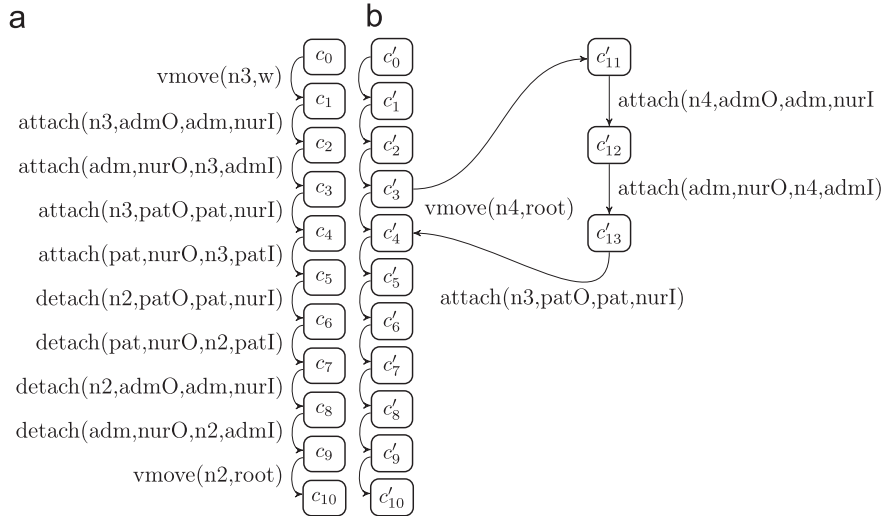 a
c0
vmove(n3,w)
c1
attach(n3,admO,adm,nurI)
c2
attach(adm,nurO,n3,admI)
c3
attach(n3,patO,pat,nurI)
c4
attach(pat,nurO,n3,patI)
c5
detach(n2,patO,pat,nurI)
c6
detach(pat,nurO,n2,patI)
c7
detach(n2,admO,adm,nurI)
c8
detach(adm,nurO,n2,admI)
c9
vmove(n2,root)
c10
b
c′0
c′1
c′2
c′3
c′4
c′5
c′6
c′7
c′8
c′9
c′10
vmove(n4,root)
c′11
attach(n4,admO,adm,nurI
c′12
attach(adm,nurO,n4,admI)
c′13
attach(n3,patO,pat,nurI)